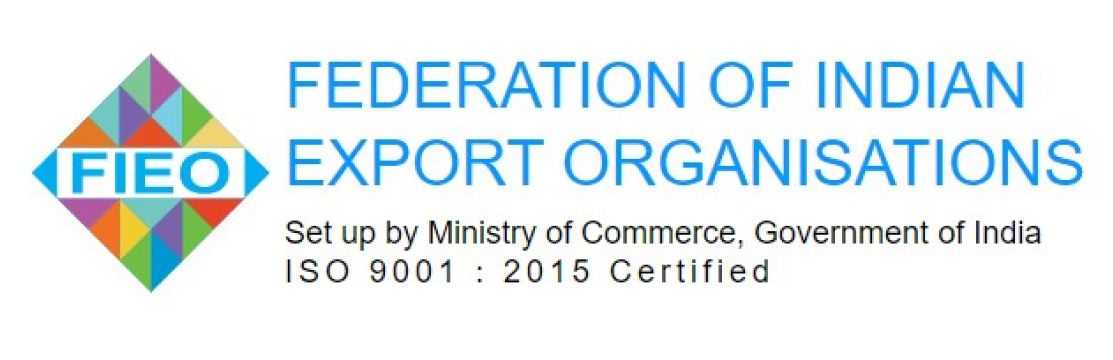 FIEO
FEDERATION OF INDIAN
EXPORT ORGANISATIONS
Set up by Ministry of Commerce, Government of India
ISO 9001 : 2015 Certified